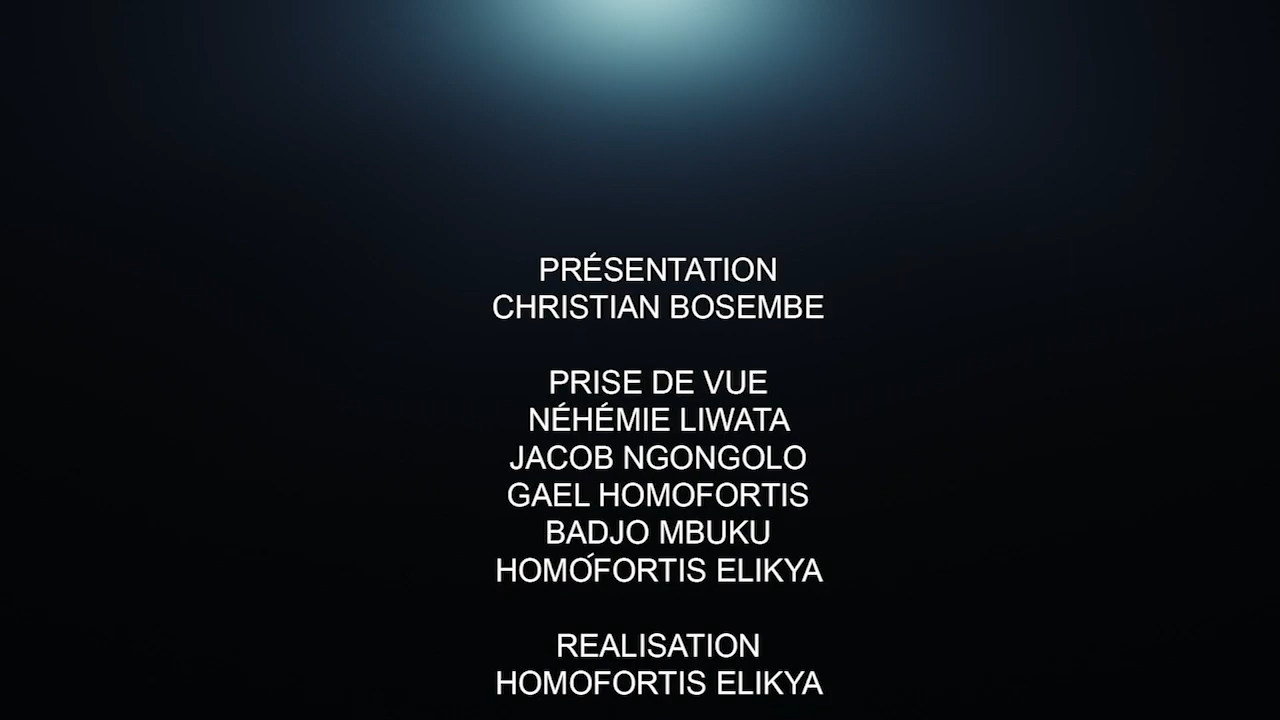 PRÉSENTATION
CHRISTIAN BOSEMBE
PRISE DE VUE
NÉHÉMIE LIWATA
JACOB NGONGOLO
GAEL HOMOFORTIS
BADJO MBUKU
HOMÓFORTIS ELIKYA
REALISATION
HOMOFORTIS ELIKYA